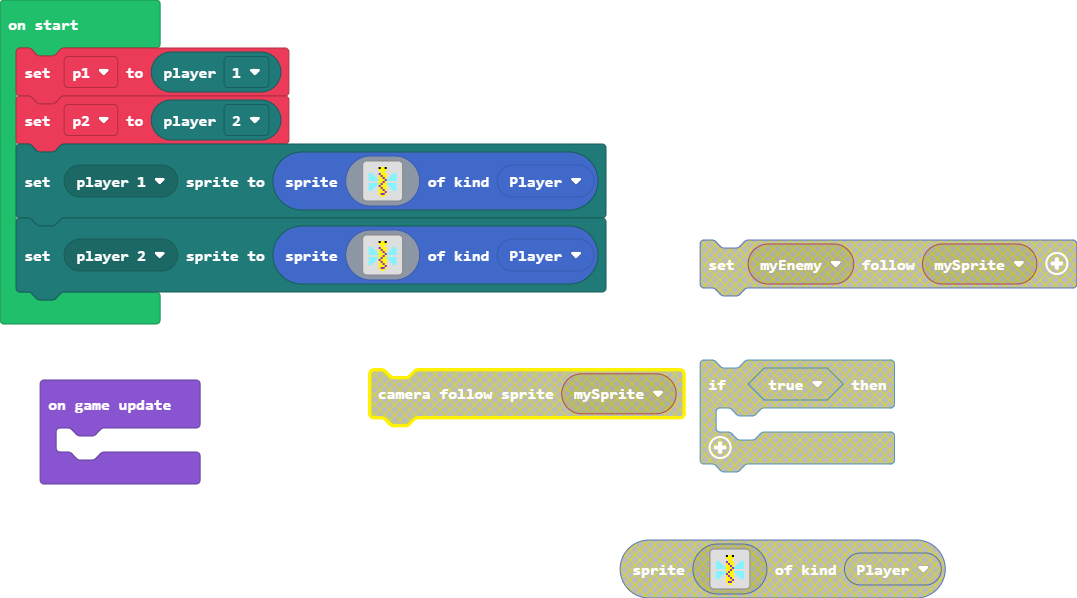 on start
set p1 to player 1
set p2 to player 2
set player 1 sprite to sprite of kind Player
set player 2 sprite to sprite of kind Player
set myEnemy follow mySprite
camera follow sprite mySprite
if true then
on game update
sprite of kind Player